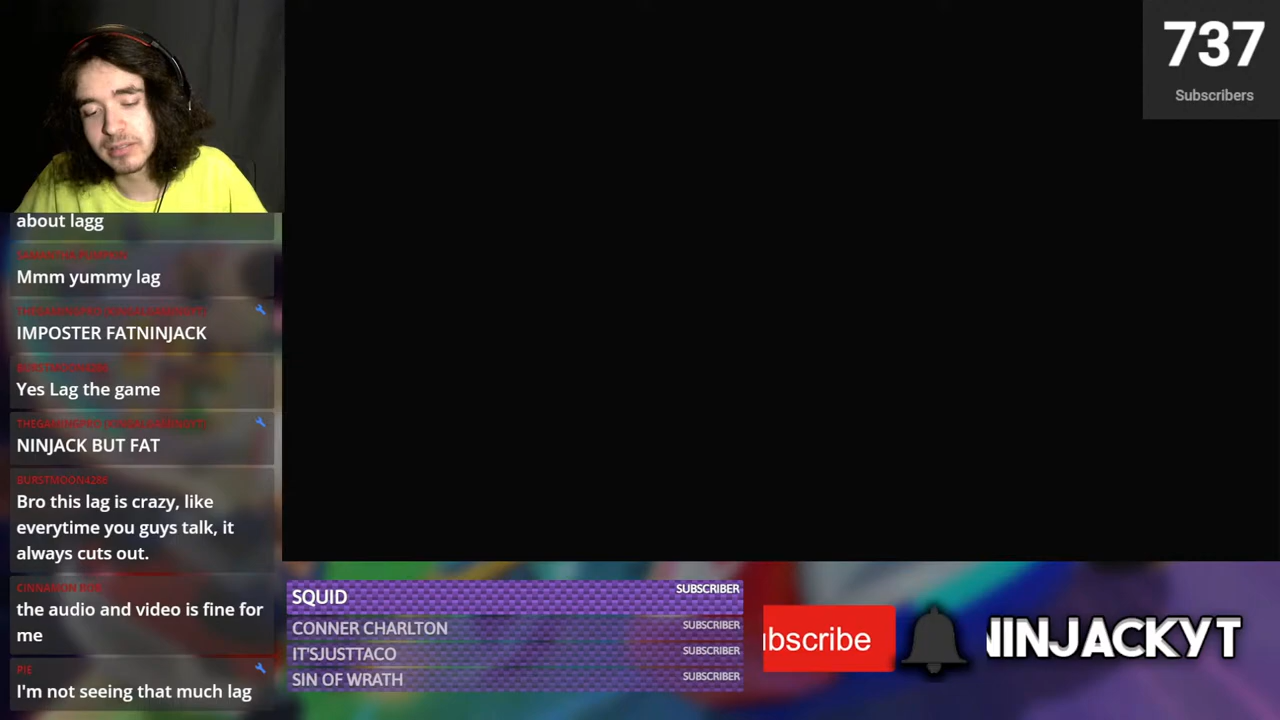 737
Subscribers
about lagg
Mmm yummy lag
IMPOSTER FATNINJACK
Yes Lag the game
NINJACK BUT FAT
BURSTMOON4286
Bro this lag is crazy, like
everytime you guys talk, it
always cuts out.
CINNAMON
the audio and video is fine for
me
PIE
I'm not seeing that much lag
SQUID SUBSCRIBER
CONNER CHARLTON SUBSCRIBER
IT'SJUSTTACO SUBSCRIBER
SIN OF WRATH SUBSCRIBER
ubscribe
NINJACKYT